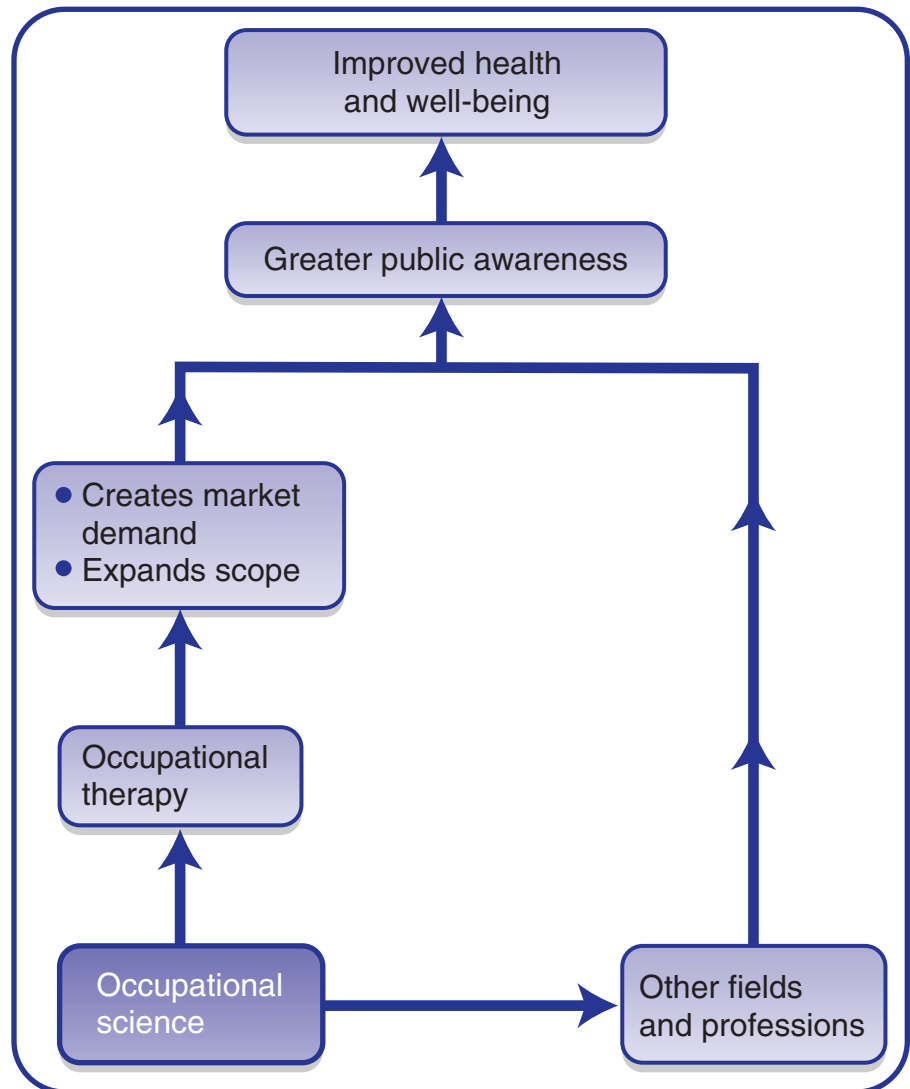 Improved health
and well-being
Greater public awareness
• Creates market
demand
• Expands scope
Occupational
therapy
Occupational
science
Other fields
and professions